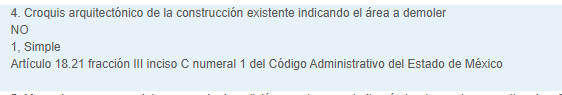 4. Croquis arquitectónico de la construcción existente indicando el área a demoler
NO
1, Simple
Artículo 18.21 fracción III inciso C numeral 1 del Código Administrativo del Estado de México